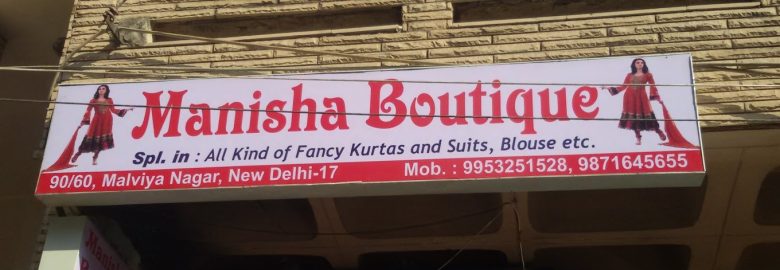 Manisha Boutique
Spl. in : All Kind of Fancy Kurtas and Suits, Blouse etc.
90/60, Malviya Nagar, New Delhi-17 Mob. : 9953251528, 9871645655
Manisha